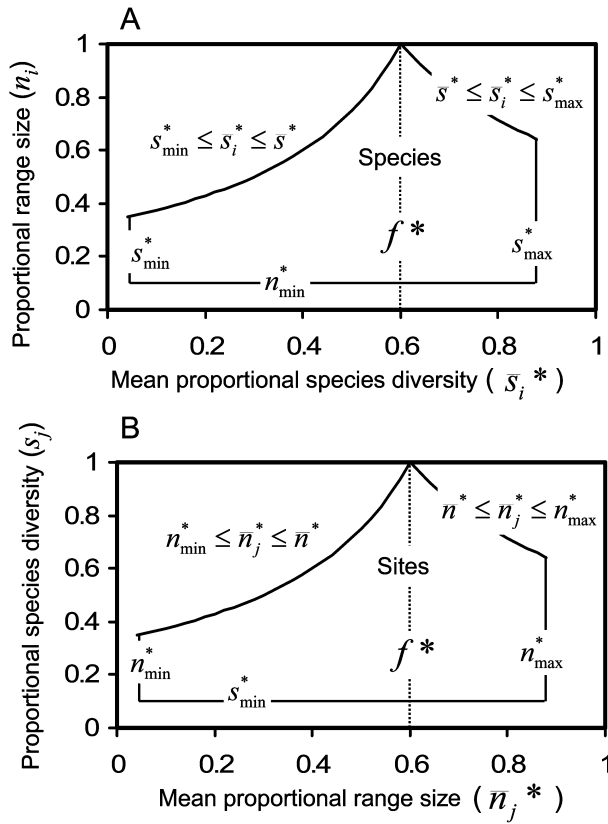 A
Proportional range size (nᵢ)
1
0.8
0.6
0.4
0.2
0
s*min ≤ s̄ᵢ* ≤ s̄*
s̄* ≤ s̄ᵢ* ≤ s*max
Species
f*
s*min
s*max
n*min
0 0.2 0.4 0.6 0.8 1
Mean proportional species diversity ( s̄ᵢ* )
B
Proportional species diversity (sⱼ)
1
0.8
0.6
0.4
0.2
0
n*min ≤ n̄ⱼ* ≤ n̄*
n̄* ≤ n̄ⱼ* ≤ n*max
Sites
f*
n*min
n*max
s*min
0 0.2 0.4 0.6 0.8 1
Mean proportional range size ( n̄ⱼ* )